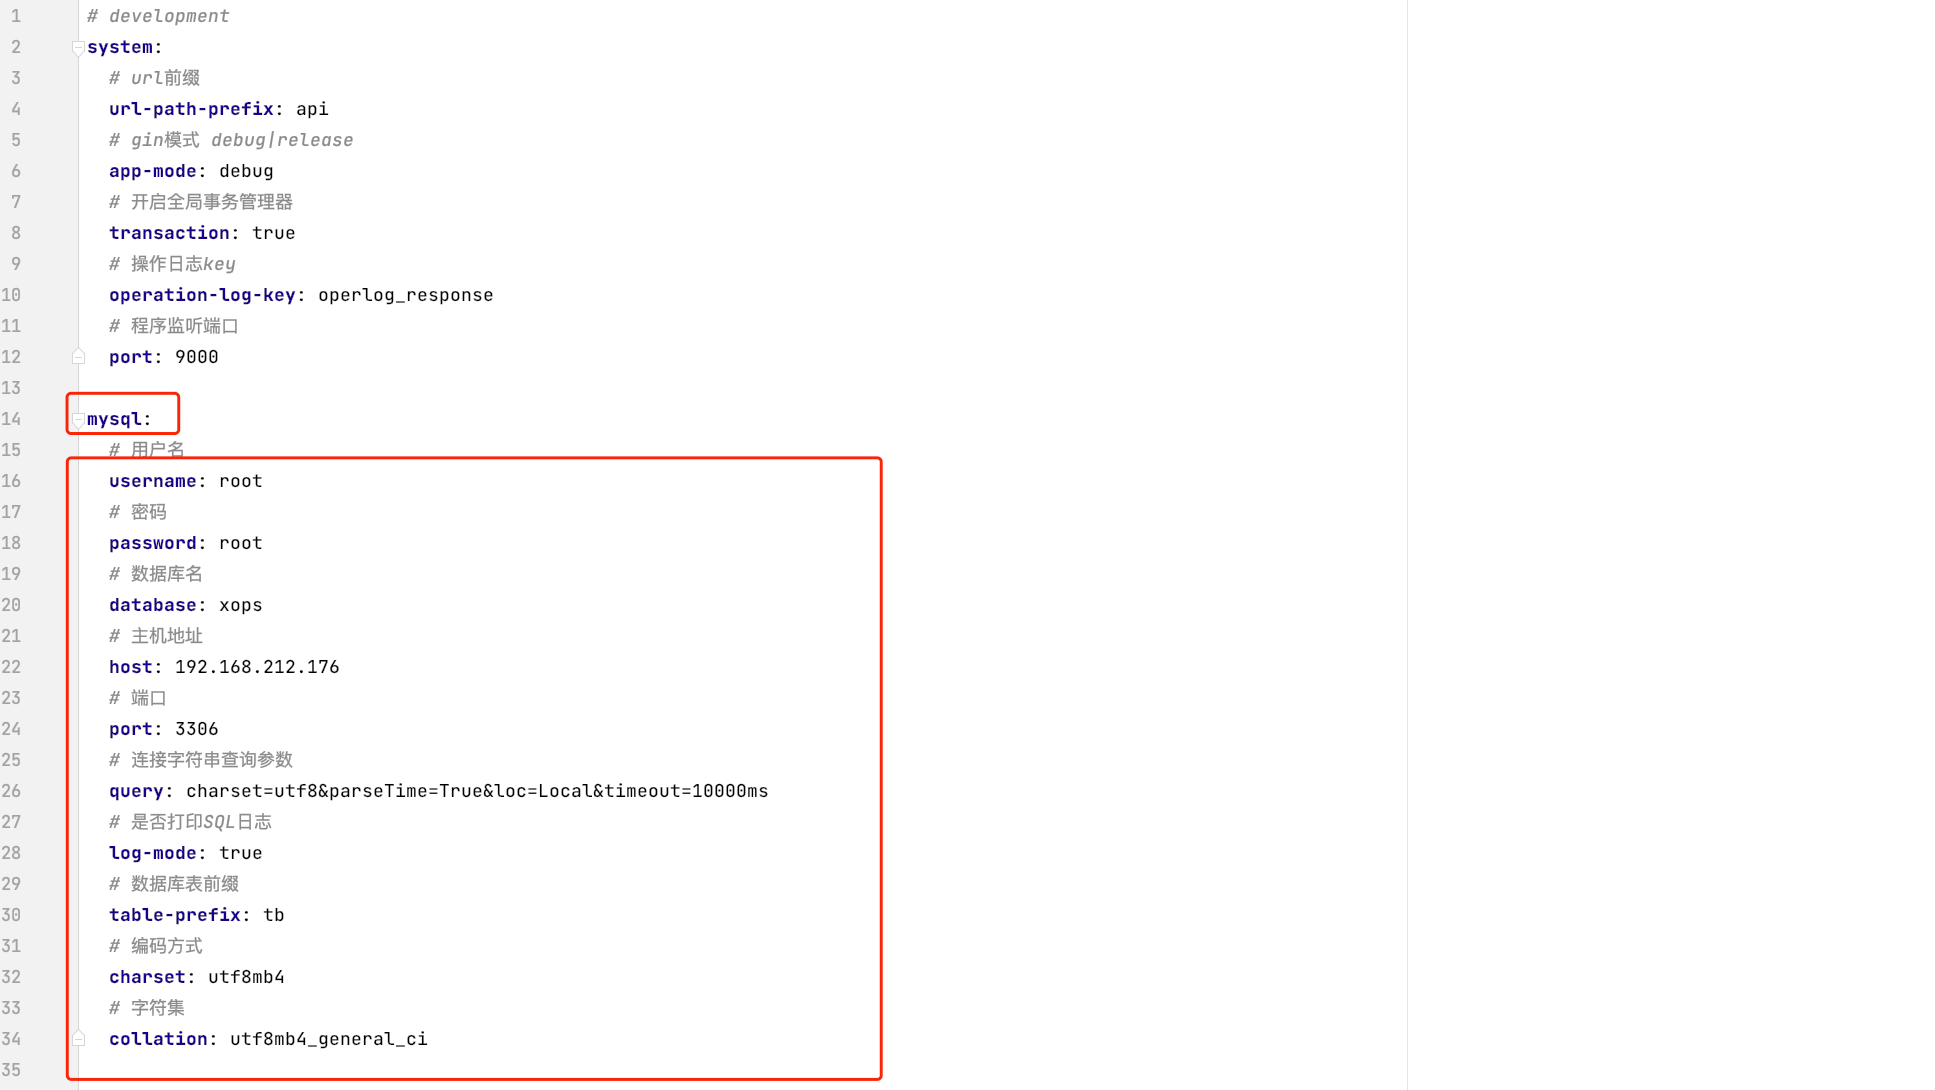 1 # development
2 system:
3 # url前缀
4 url-path-prefix: api
5 # gin模式 debug|release
6 app-mode: debug
7 # 开启全局事务管理器
8 transaction: true
9 # 操作日志key
10 operation-log-key: operlog_response
11 # 程序监听端口
12 port: 9000
13
14 mysql:
15 # 用户名
16 username: root
17 # 密码
18 password: root
19 # 数据库名
20 database: xops
21 # 主机地址
22 host: 192.168.212.176
23 # 端口
24 port: 3306
25 # 连接字符串查询参数
26 query: charset=utf8&parseTime=True&loc=Local&timeout=10000ms
27 # 是否打印SQL日志
28 log-mode: true
29 # 数据库表前缀
30 table-prefix: tb
31 # 编码方式
32 charset: utf8mb4
33 # 字符集
34 collation: utf8mb4_general_ci
35